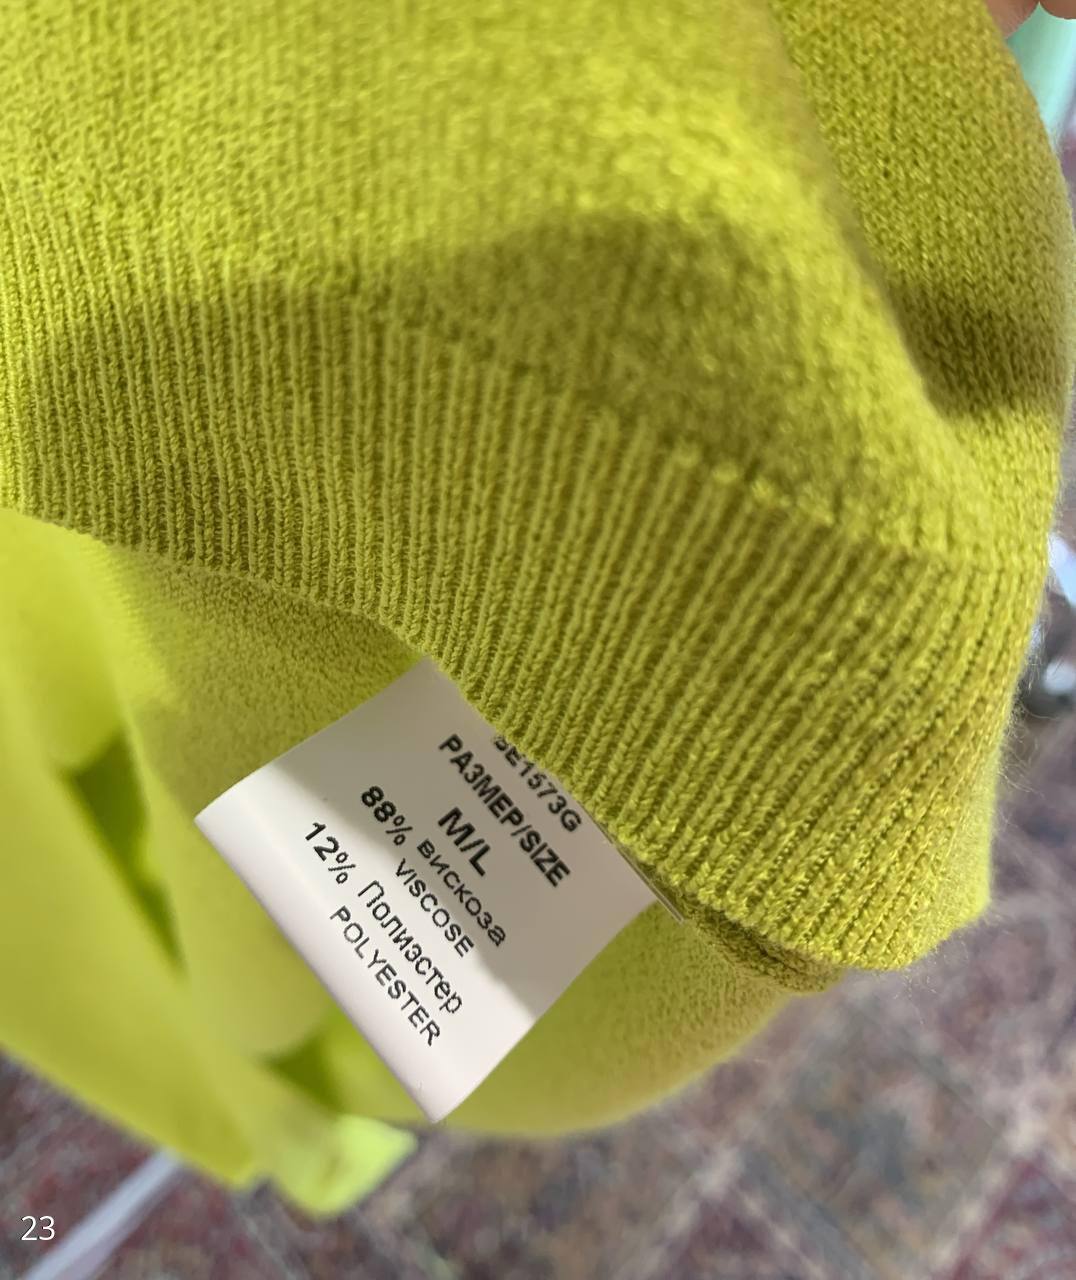 SE1573G
РАЗМЕР/SIZE
M/L
88% вискоза
VISCOSE
12% Полиэстер
POLYESTER
23